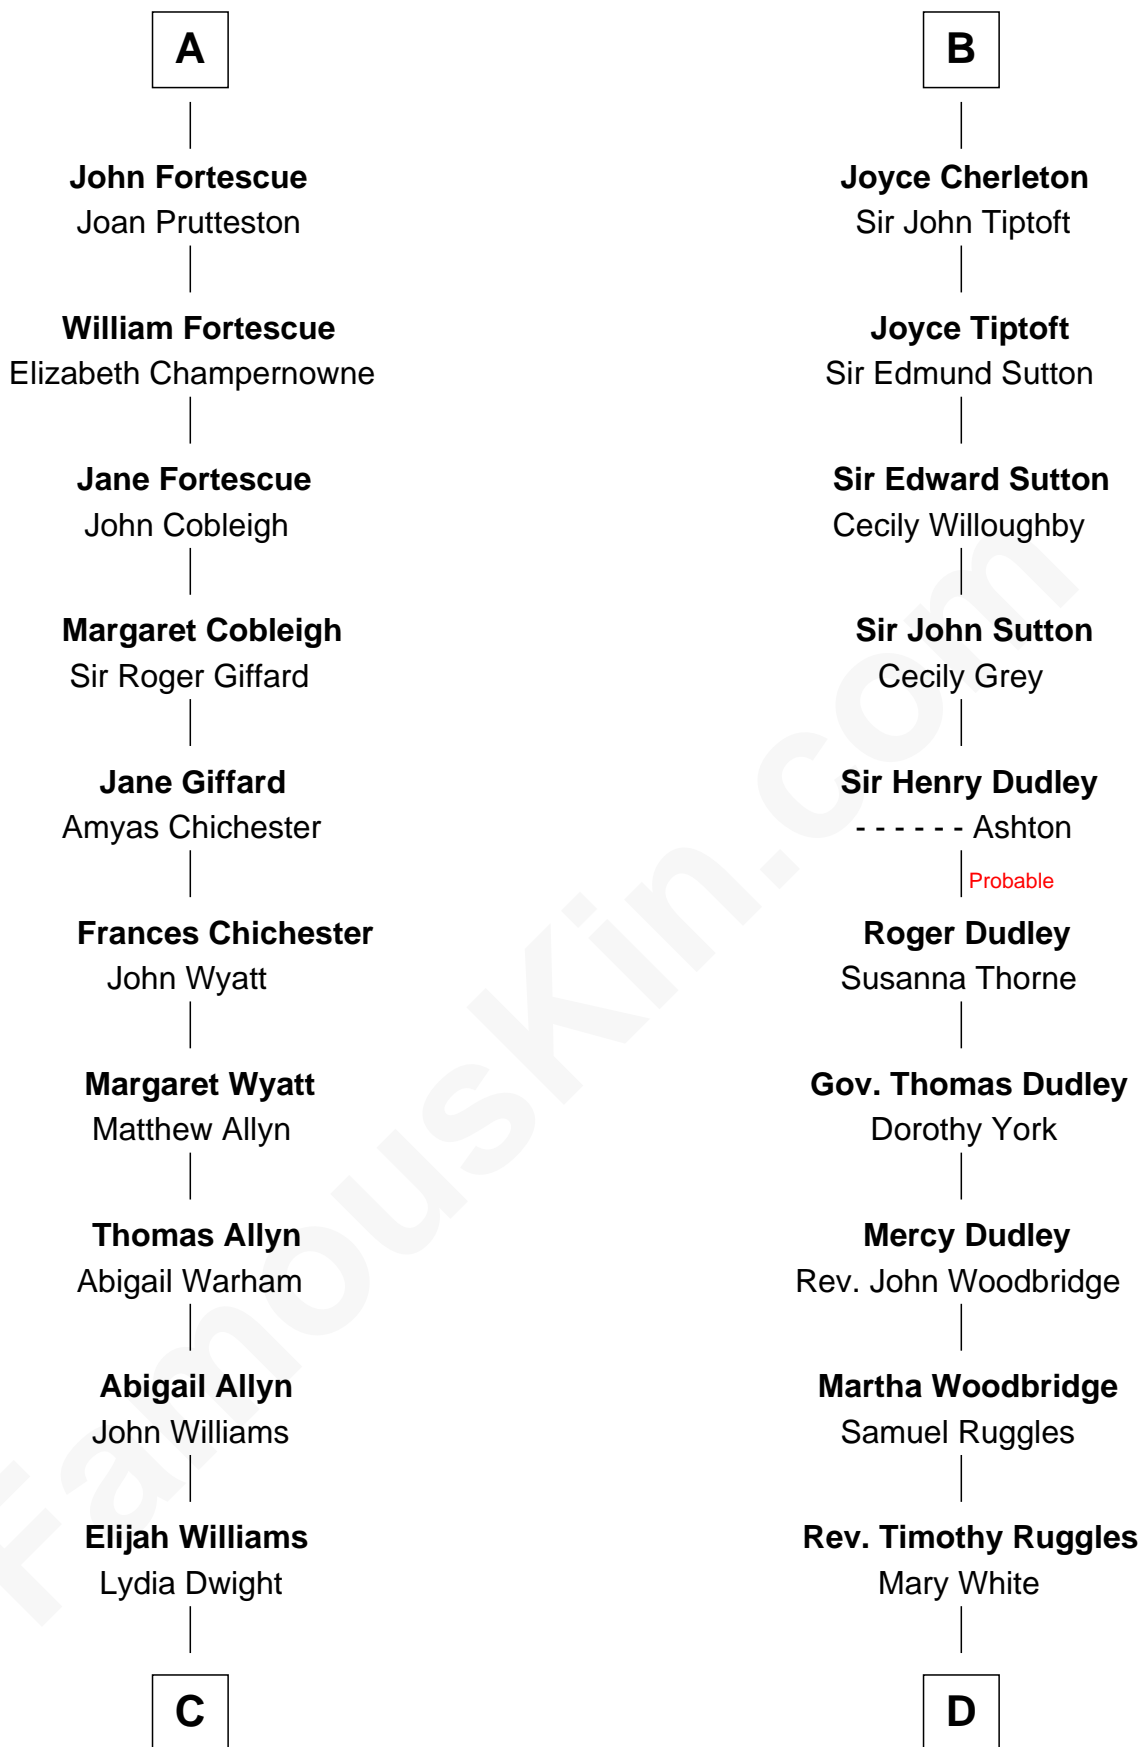 A
John Fortescue
Joan Prutteston
William Fortescue
Elizabeth Champernowne
Jane Fortescue
John Cobleigh
Margaret Cobleigh
Sir Roger Giffard
Jane Giffard
Amyas Chichester
Frances Chichester
John Wyatt
Margaret Wyatt
Matthew Allyn
Thomas Allyn
Abigail Warham
Abigail Allyn
John Williams
Elijah Williams
Lydia Dwight
C
B
Joyce Cherleton
Sir John Tiptoft
Joyce Tiptoft
Sir Edmund Sutton
Sir Edward Sutton
Cecily Willoughby
Sir John Sutton
Cecily Grey
Sir Henry Dudley
- - - - - - Ashton
Probable
Roger Dudley
Susanna Thorne
Gov. Thomas Dudley
Dorothy York
Mercy Dudley
Rev. John Woodbridge
Martha Woodbridge
Samuel Ruggles
Rev. Timothy Ruggles
Mary White
D
FamousKin.com